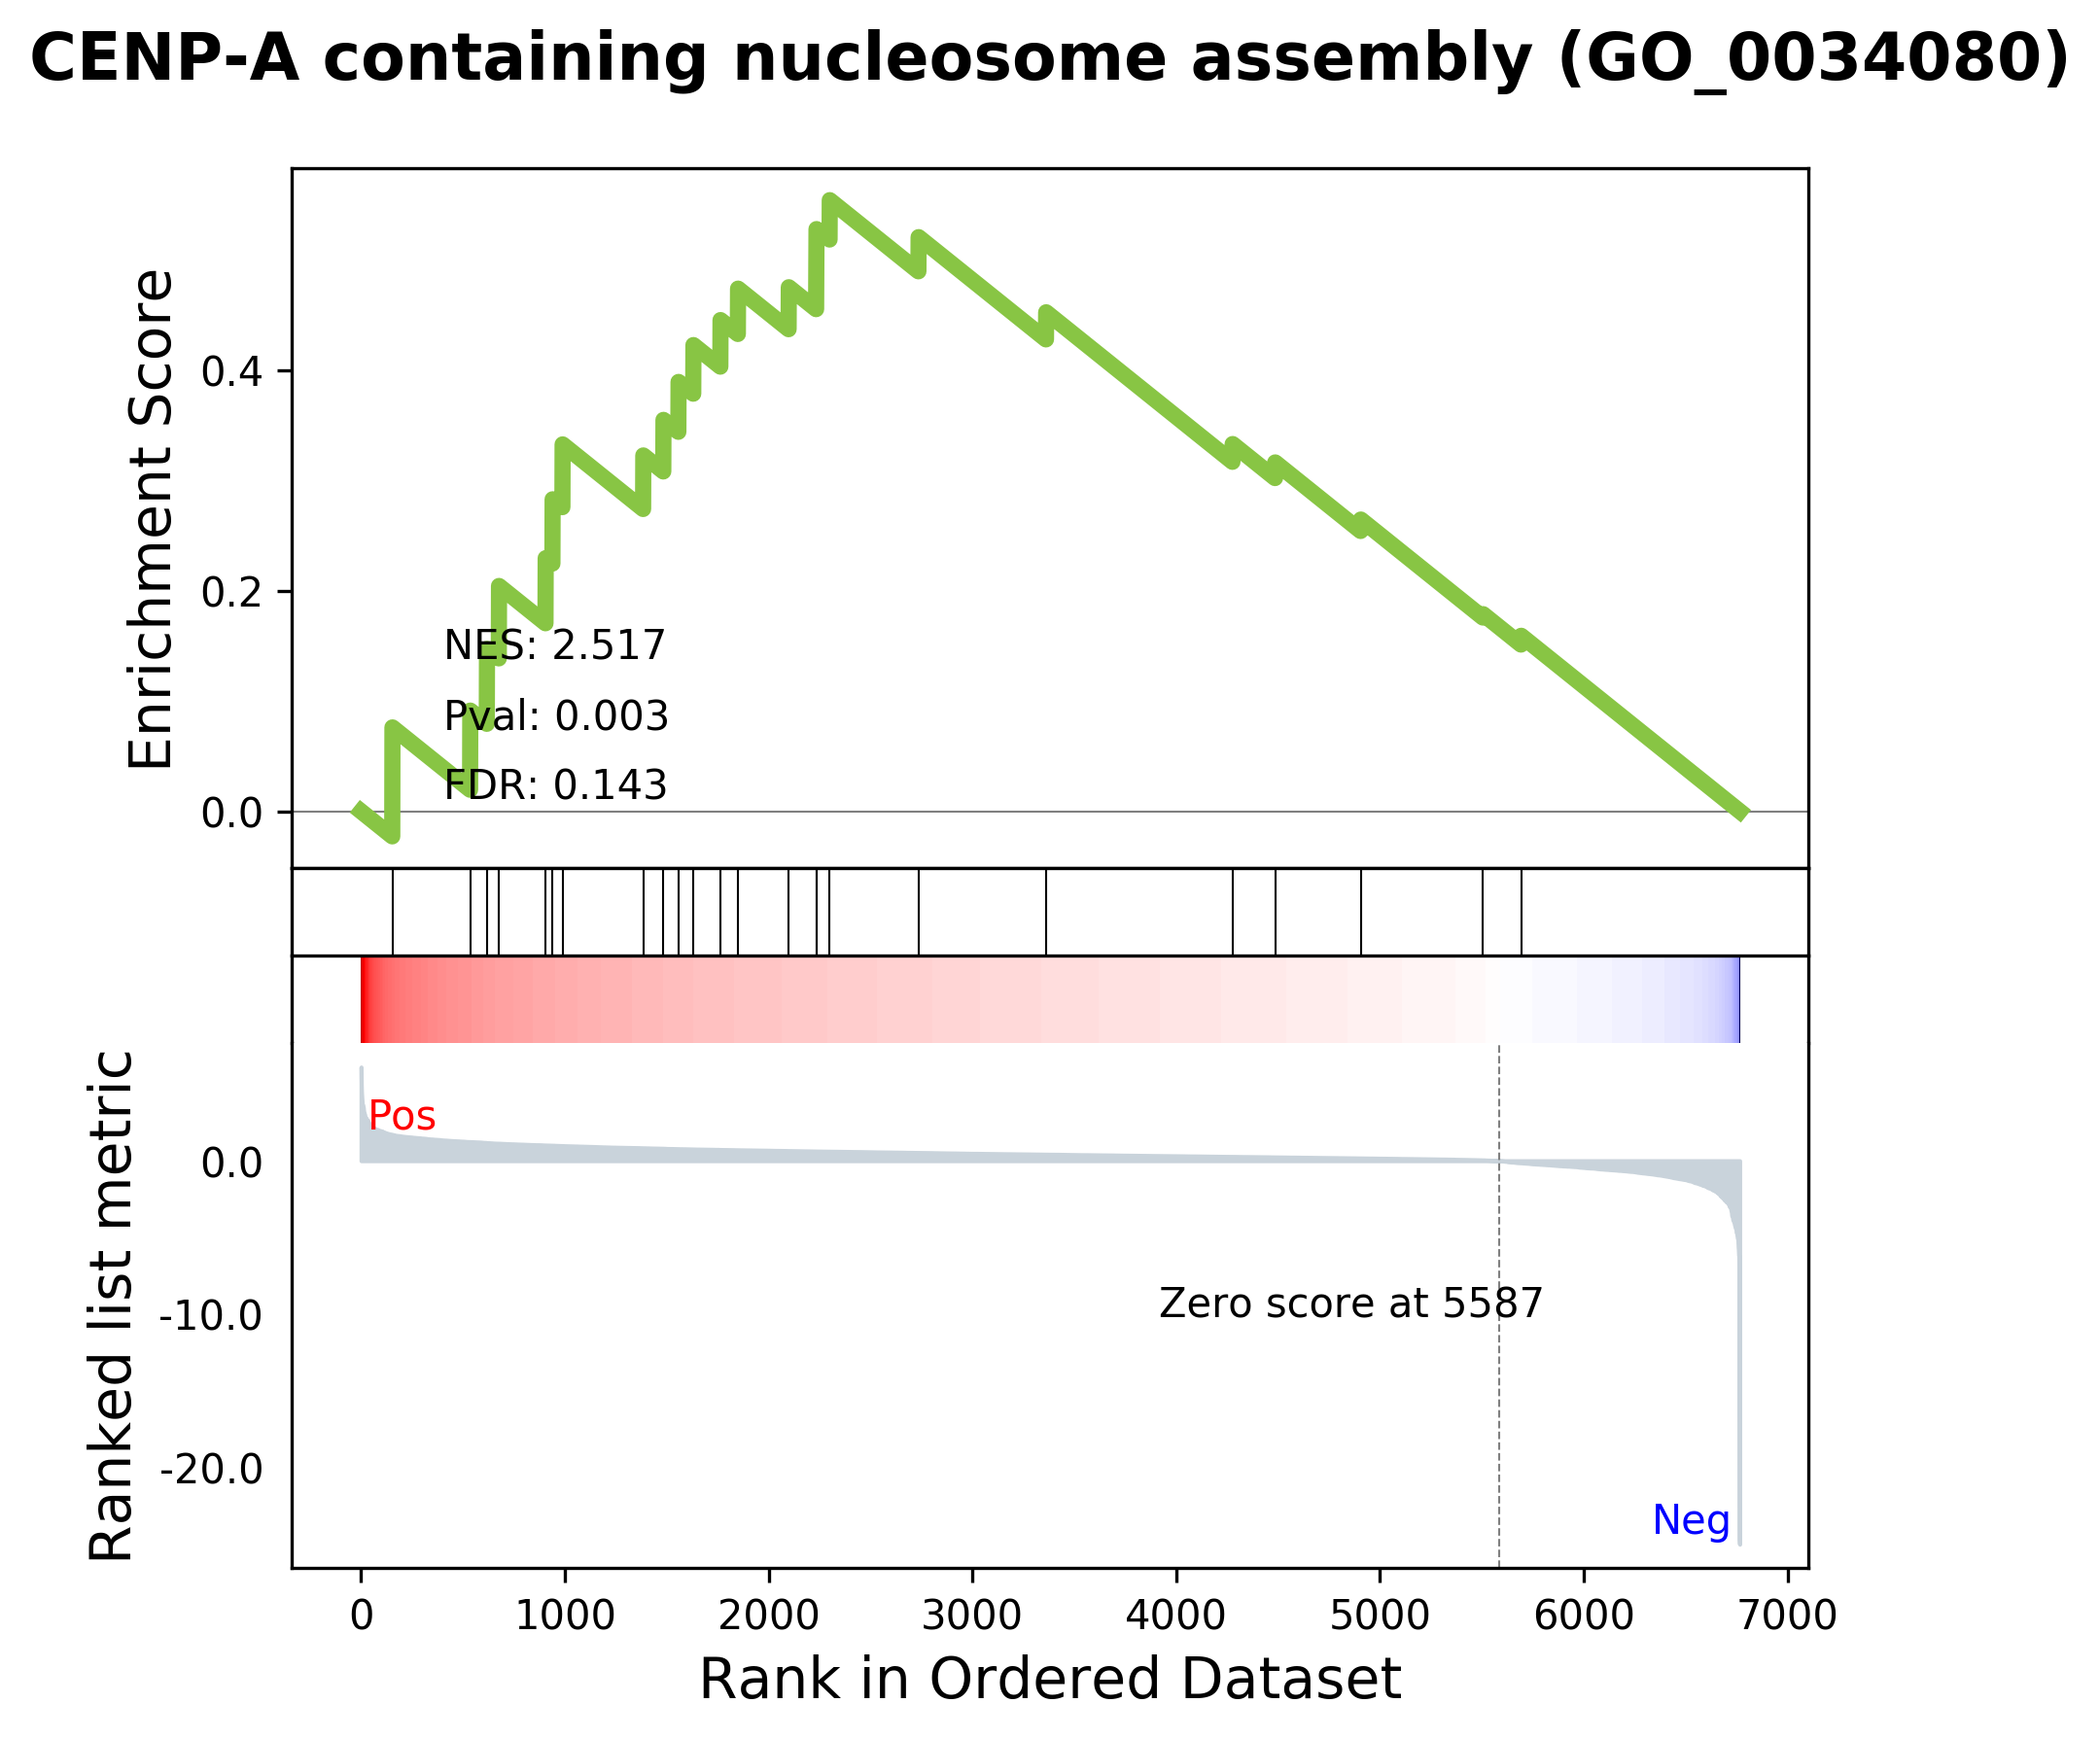 CENP-A containing nucleosome assembly (GO_0034080)
Enrichment Score
0.4
0.2
0.0
NES: 2.517
Pval: 0.003
FDR: 0.143
Ranked list metric
Pos
0.0
-10.0
-20.0
Zero score at 5587
Neg
0 1000 2000 3000 4000 5000 6000 7000
Rank in Ordered Dataset